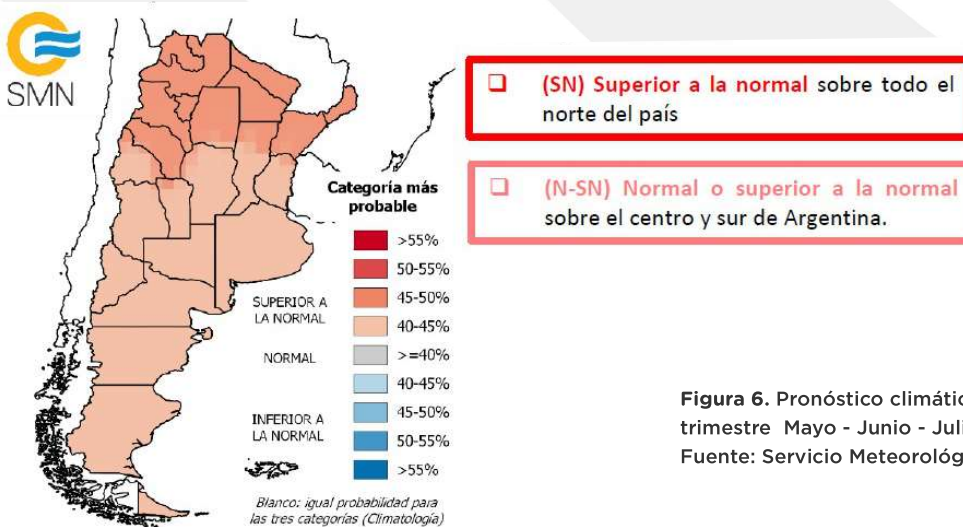 SMN
❑ (SN) Superior a la normal sobre todo el
norte del país
❑ (N-SN) Normal o superior a la normal
sobre el centro y sur de Argentina.
Categoría más
probable
>55%
50-55%
45-50%
40-45%
SUPERIOR A
LA NORMAL
NORMAL
>=40%
40-45%
45-50%
50-55%
>55%
INFERIOR A
LA NORMAL
Blanco: igual probabilidad para
las tres categorías (Climatología)
Figura 6. Pronóstico climátic
trimestre Mayo - Junio - Juli
Fuente: Servicio Meteorológ